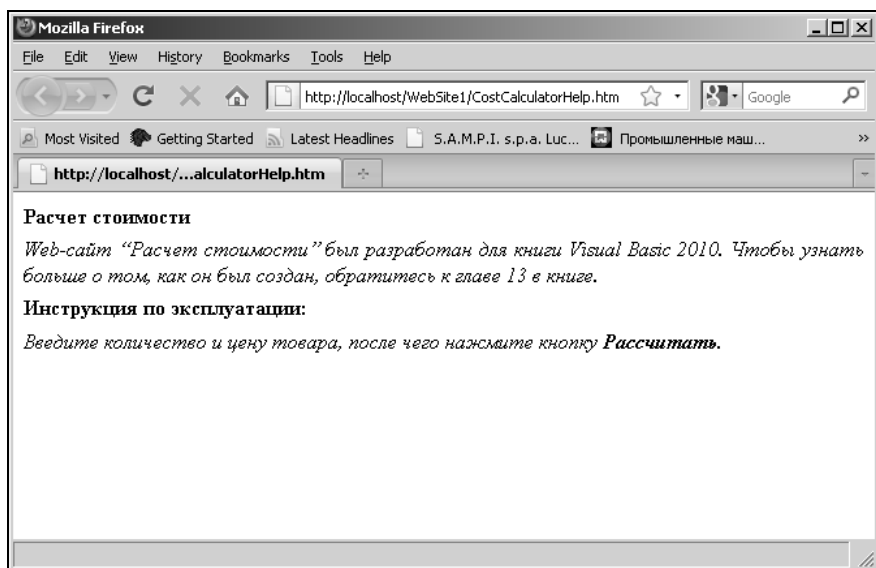 Mozilla Firefox
File Edit View History Bookmarks Tools Help
http://localhost/WebSite1/CostCalculatorHelp.htm Google
Most Visited Getting Started Latest Headlines S.A.M.P.I. s.p.a. Luc... Промышленные маш... »
http://localhost/...alculatorHelp.htm
Расчет стоимости
Web-сайт “Расчет стоимости” был разработан для книги Visual Basic 2010. Чтобы узнать
больше о том, как он был создан, обратитесь к главе 13 в книге.
Инструкция по эксплуатации:
Введите количество и цену товара, после чего нажмите кнопку Рассчитать.